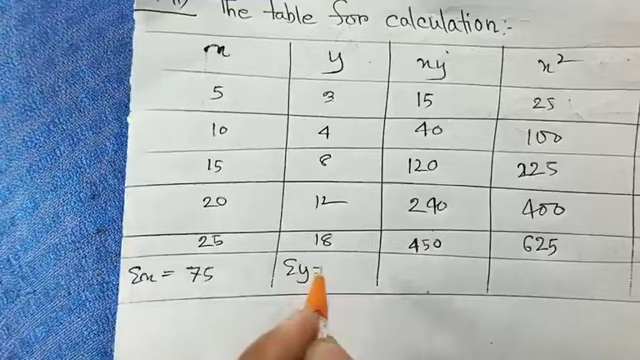 The table for calculation:-
x y xy x²
5 3 15 25
10 4 40 100
15 8 120 225
20 12 240 400
25 18 450 625
Σx = 75 Σy=